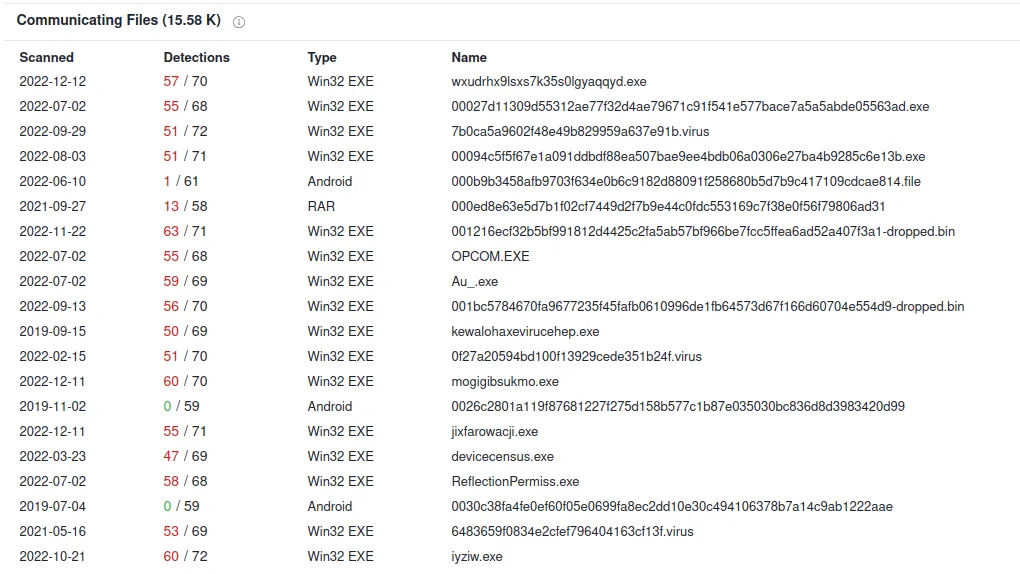 Communicating Files (15.58 K)
Scanned Detections Type Name
2022-12-12 57 / 70 Win32 EXE wxudrhx9lsxs7k35s0lgyaqqyd.exe
2022-07-02 55 / 68 Win32 EXE 00027d11309d55312ae77f32d4ae79671c91f541e577bace7a5a5abde05563ad.exe
2022-09-29 51 / 72 Win32 EXE 7b0ca5a9602f48e49b829959a637e91b.virus
2022-08-03 51 / 71 Win32 EXE 00094c5f5f67e1a091ddbdf88ea507bae9ee4bdb06a0306e27ba4b9285c6e13b.exe
2022-06-10 1 / 61 Android 000b9b3458afb9703f634e0b6c9182d88091f258680b5d7b9c417109cdcae814.file
2021-09-27 13 / 58 RAR 000ed8e63e5d7b1f02cf7449d2f7b9e44c0fdc553169c7f38e0f56f79806ad31
2022-11-22 63 / 71 Win32 EXE 001216ecf32b5bf991812d4425c2fa5ab57bf966be7fcc5ffea6ad52a407f3a1-dropped.bin
2022-07-02 55 / 68 Win32 EXE OPCOM.EXE
2022-07-02 59 / 69 Win32 EXE Au_.exe
2022-09-13 56 / 70 Win32 EXE 001bc5784670fa9677235f45fafb0610996de1fb64573d67f166d60704e554d9-dropped.bin
2019-09-15 50 / 69 Win32 EXE kewalohaxevirucehep.exe
2022-02-15 51 / 70 Win32 EXE 0f27a20594bd100f13929cede351b24f.virus
2022-12-11 60 / 70 Win32 EXE mogigibsukmo.exe
2019-11-02 0 / 59 Android 0026c2801a119f87681227f275d158b577c1b87e035030bc836d8d3983420d99
2022-12-11 55 / 71 Win32 EXE jixfarowacji.exe
2022-03-23 47 / 69 Win32 EXE devicecensus.exe
2022-07-02 58 / 68 Win32 EXE ReflectionPermiss.exe
2019-07-04 0 / 59 Android 0030c38fa4fe0ef60f05e0699fa8ec2dd10e30c494106378b7a14c9ab1222aae
2021-05-16 53 / 69 Win32 EXE 6483659f0834e2cfef796404163cf13f.virus
2022-10-21 60 / 72 Win32 EXE iyziw.exe